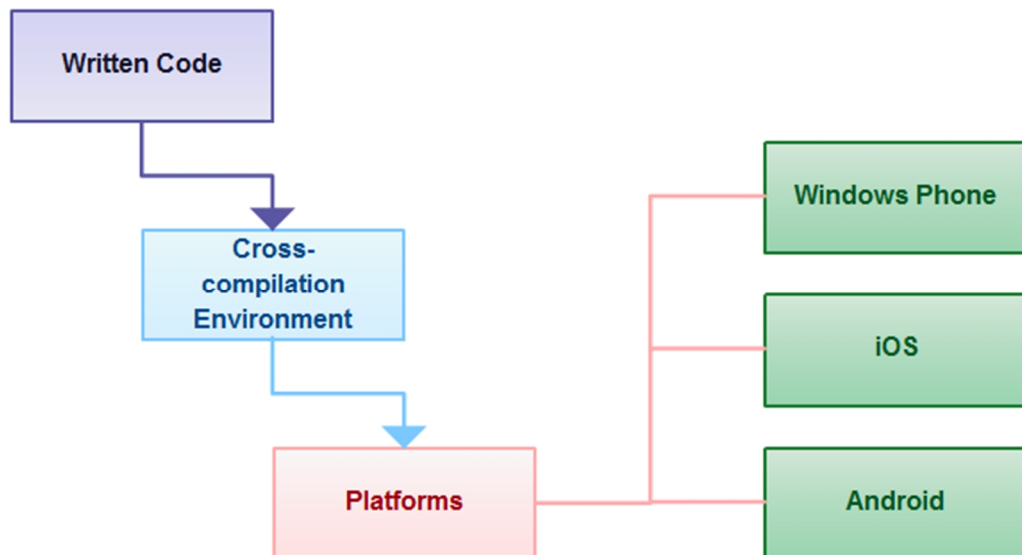 Written Code
Windows Phone
Cross-
compilation
Environment
iOS
Platforms
Android